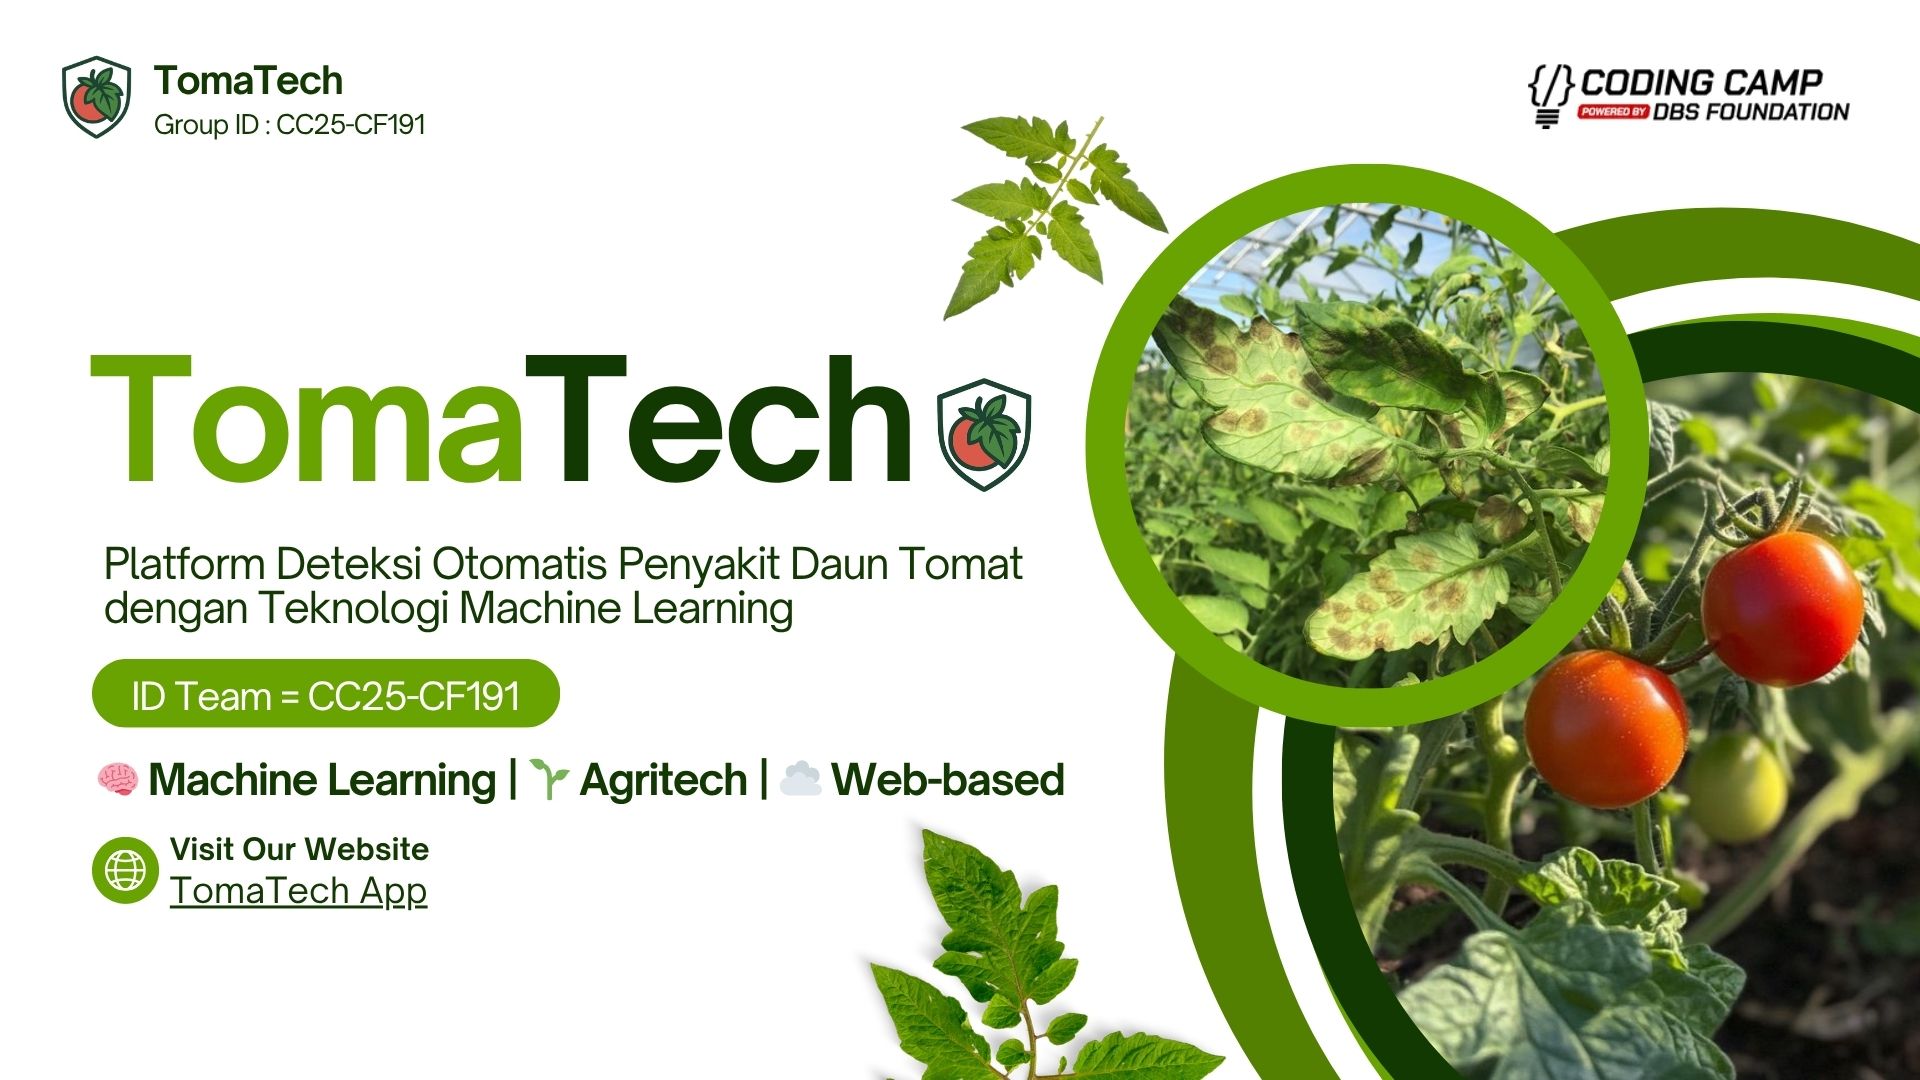 TomaTech
Group ID : CC25-CF191
{/} CODING CAMP
POWERED BY DBS FOUNDATION
TomaTech
Platform Deteksi Otomatis Penyakit Daun Tomat
dengan Teknologi Machine Learning
ID Team = CC25-CF191
🧠 Machine Learning | 🌱 Agritech | ☁️ Web-based
Visit Our Website
TomaTech App